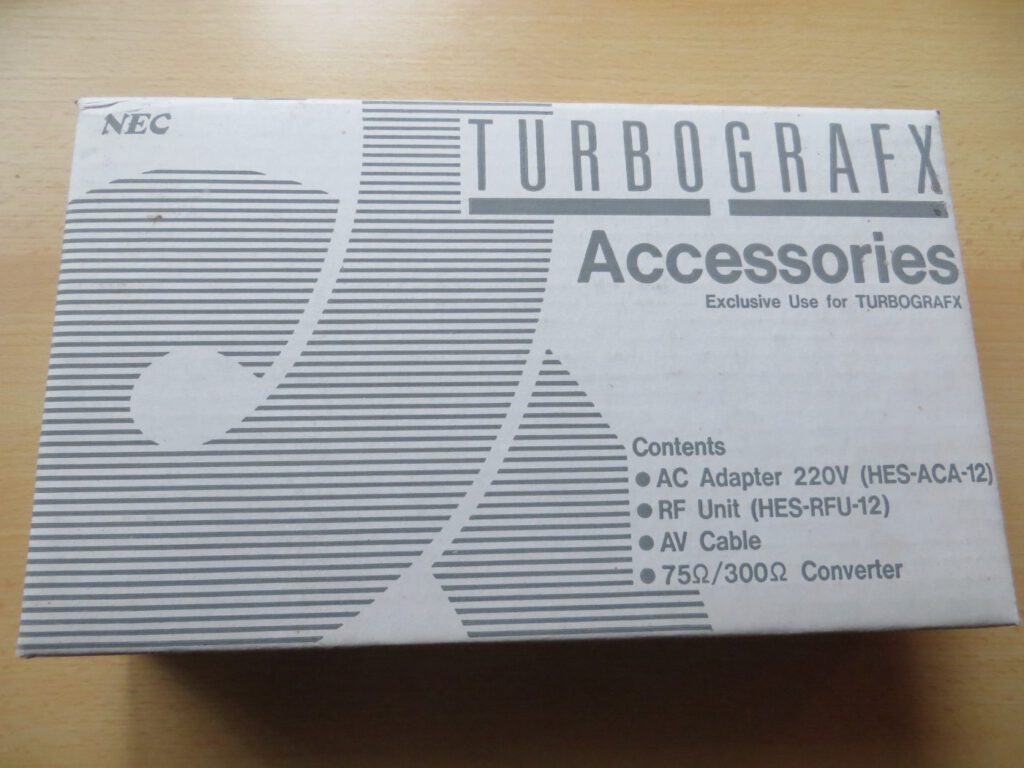 NEC
TURBOGRAFX
Accessories
Exclusive Use for TURBOGRAFX
Contents
● AC Adapter 220V (HES-ACA-12)
● RF Unit (HES-RFU-12)
● AV Cable
● 75Ω/300Ω Converter